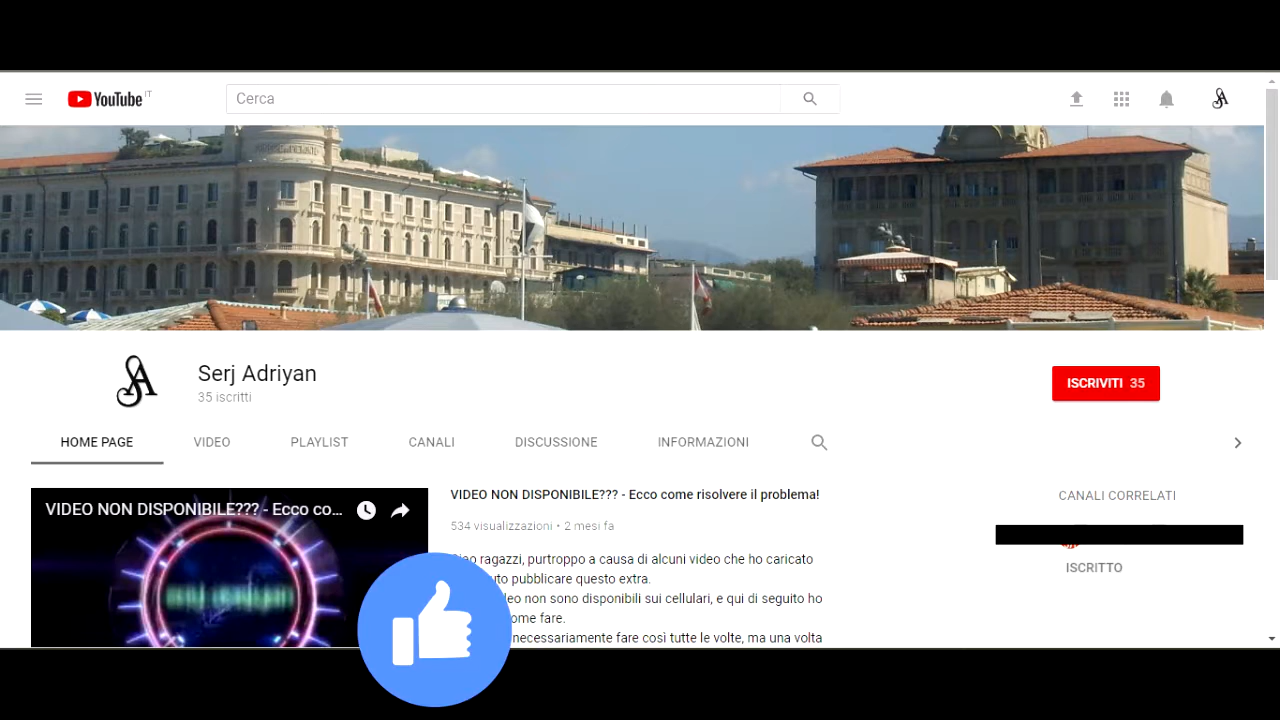 YouTube IT
Cerca
Serj Adriyan
35 iscritti
ISCRIVITI 35
HOME PAGE VIDEO PLAYLIST CANALI DISCUSSIONE INFORMAZIONI
VIDEO NON DISPONIBILE??? - Ecco co...
VIDEO NON DISPONIBILE??? - Ecco come risolvere il problema!
534 visualizzazioni • 2 mesi fa
ragazzi, purtroppo a causa di alcuni video che ho caricato
pubblicare questo extra.
non sono disponibili sui cellulari, e qui di seguito ho
come fare.
necessariamente fare così tutte le volte, ma una volta
CANALI CORRELATI
ISCRITTO